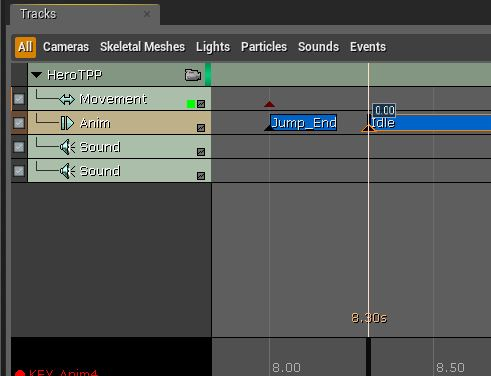 Tracks ×
All Cameras Skeletal Meshes Lights Particles Sounds Events
HeroTPP
Movement
0.00
Anim Jump_End Idle
Sound
Sound
8.30s
KEY_Anim4 8.00 8.50